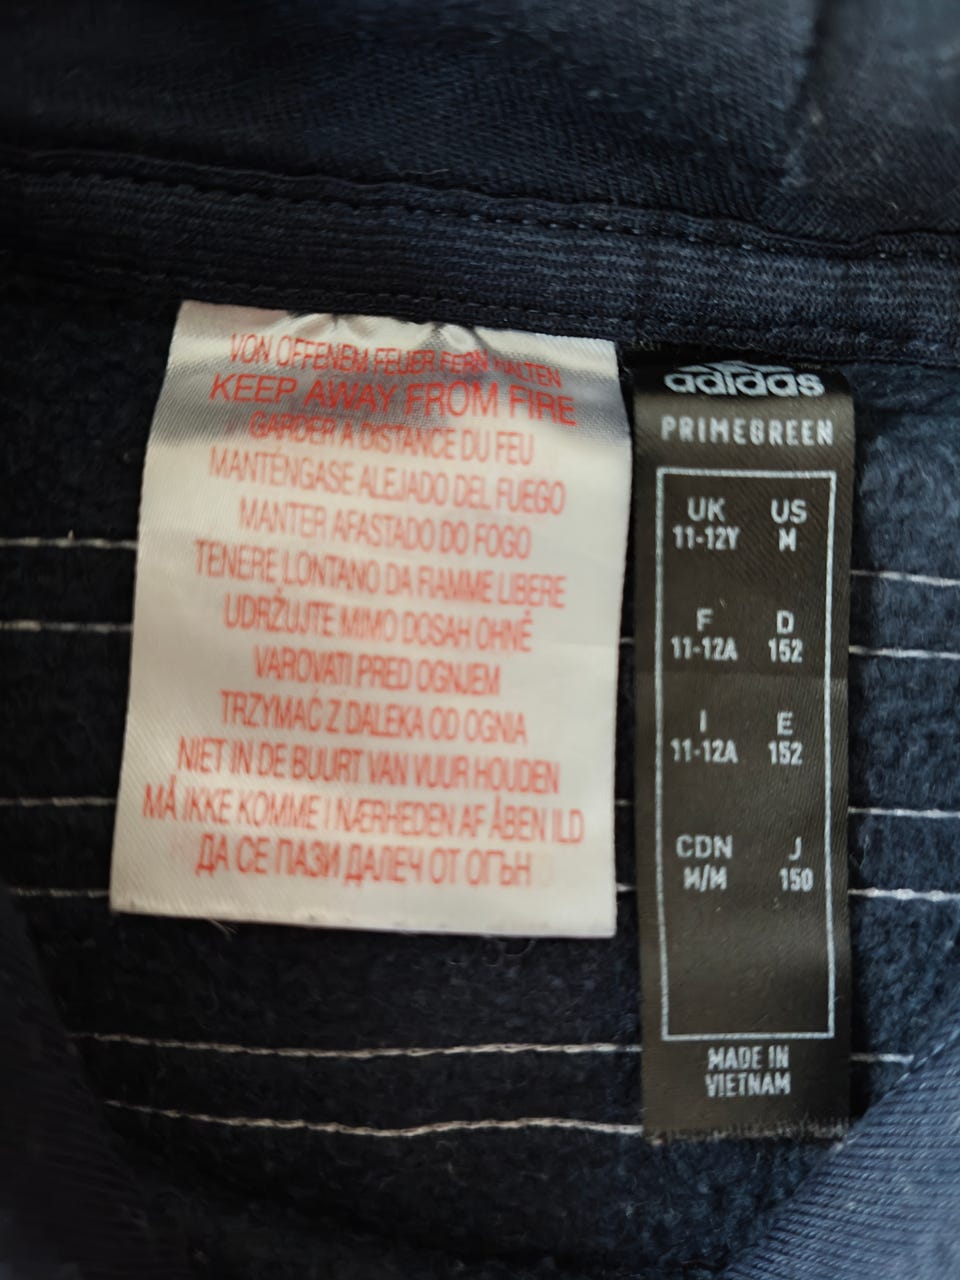 VON OFFENEM FEUER FERN HALTEN
KEEP AWAY FROM FIRE
GARDER À DISTANCE DU FEU
MANTÉNGASE ALEJADO DEL FUEGO
MANTER AFASTADO DO FOGO
TENERE LONTANO DA FIAMME LIBERE
UDRŽUJTE MIMO DOSAH OHNĚ
VAROVATI PRED OGNJEM
TRZYMAĆ Z DALEKA OD OGNIA
NIET IN DE BUURT VAN VUUR HOUDEN
MÅ IKKE KOMME I NÆRHEDEN AF ÅBEN ILD
ДА СЕ ПАЗИ ДАЛЕЧ ОТ ОГЪН
adidas
PRIMEGREEN
UK US
11-12Y M
F D
11-12A 152
I E
11-12A 152
CDN J
M/M 150
MADE IN
VIETNAM